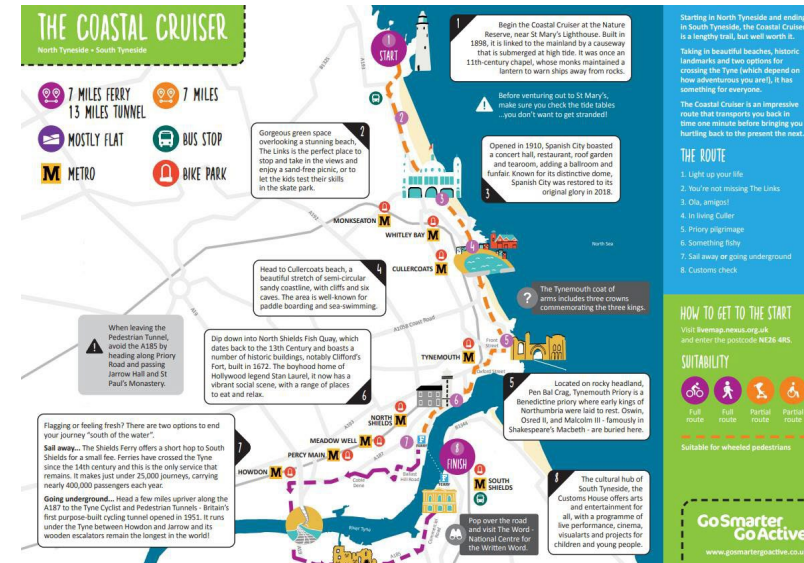 THE COASTAL CRUISER
North Tyneside • South Tyneside
7 MILES FERRY
13 MILES TUNNEL
7 MILES
MOSTLY FLAT
BUS STOP
M METRO
BIKE PARK
1
START
1
Begin the Coastal Cruiser at the Nature
Reserve, near St Mary's Lighthouse. Built in
1898, it is linked to the mainland by a causeway
that is submerged at high tide. It was once an
11th-century chapel, whose monks maintained a
lantern to warn ships away from rocks.
Before venturing out to St Mary's,
make sure you check the tide tables
...you don't want to get stranded!
2
2
Gorgeous green space
overlooking a stunning beach,
The Links is the perfect place to
stop and take in the views and
enjoy a sand-free picnic, or to
let the kids test their skills
in the skate park.
Opened in 1910, Spanish City boasted
a concert hall, restaurant, roof garden
and tearoom, adding a ballroom and
funfair. Known for its distinctive dome,
Spanish City was restored to its
original glory in 2018.
3
3
MONKSEATON M
WHITLEY BAY M
CULLERCOATS M
4
North Sea
4
Head to Cullercoats beach, a
beautiful stretch of semi-circular
sandy coastline, with cliffs and six
caves. The area is well-known for
paddle boarding and sea-swimming.
?
The Tynemouth coat of
arms includes three crowns
commemorating the three kings.
When leaving the
Pedestrian Tunnel,
avoid the A185 by
heading along Priory
Road and passing
Jarrow Hall and St
Paul's Monastery.
Dip down into North Shields Fish Quay, which
dates back to the 13th Century and boasts a
number of historic buildings, notably Clifford's
Fort, built in 1672. The boyhood home of
Hollywood legend Stan Laurel, it now has a
vibrant social scene, with a range of places
to eat and relax.
6
Coast Road
Front
Street
5
TYNEMOUTH M
5
Located on rocky headland,
Pen Bal Crag, Tynemouth Priory is a
Benedictine priory where early kings of
Northumbria were laid to rest. Oswin,
Osred II, and Malcolm III - famously in
Shakespeare's Macbeth - are buried here.
6
NORTH
SHIELDS M
MEADOW WELL M
PERCY MAIN M
HOWDON M
7
8
FINISH
SOUTH
M SHIELDS
7
Flagging or feeling fresh? There are two options to end
your journey "south of the water".
Sail away... The Shields Ferry offers a short hop to South
Shields for a small fee. Ferries have crossed the Tyne
since the 14th century and this is the only service that
remains. It makes just under 25,000 journeys, carrying
nearly 400,000 passengers each year.
Going underground... Head a few miles upriver along the
A187 to the Tyne Cyclist and Pedestrian Tunnels - Britain's
first purpose-built cycling tunnel opened in 1951. It runs
under the Tyne between Howdon and Jarrow and its
wooden escalators remain the longest in the world!
River Tyne
Pop over the road
and visit The Word -
National Centre for
the Written Word.
8
The cultural hub of
South Tyneside, the
Customs House offers arts
and entertainment for
all, with a programme of
live performance, cinema,
visualarts and projects for
children and young people.
Starting in North Tyneside and ending
in South Tyneside, the Coastal Cruiser
is a lengthy trail, but well worth it.
Taking in beautiful beaches, historic
landmarks and two options for
crossing the Tyne (which depend on
how adventurous you are!), it has
something for everyone.
The Coastal Cruiser is an impressive
route that transports you back in
time one minute before bringing you
hurtling back to the present the next.
THE ROUTE
1. Light up your life
2. You're not missing The Links
3. Ola, amigos!
4. In living Culler
5. Priory pilgrimage
6. Something fishy
7. Sail away or going underground
8. Customs check
HOW TO GET TO THE START
Visit livemap.nexus.org.uk
and enter the postcode NE26 4RS.
SUITABILITY
Full route
Full route
Partial route
Partial route
Suitable for wheeled pedestrians
Go Smarter
Go Active
www.gosmartergoactive.co.u